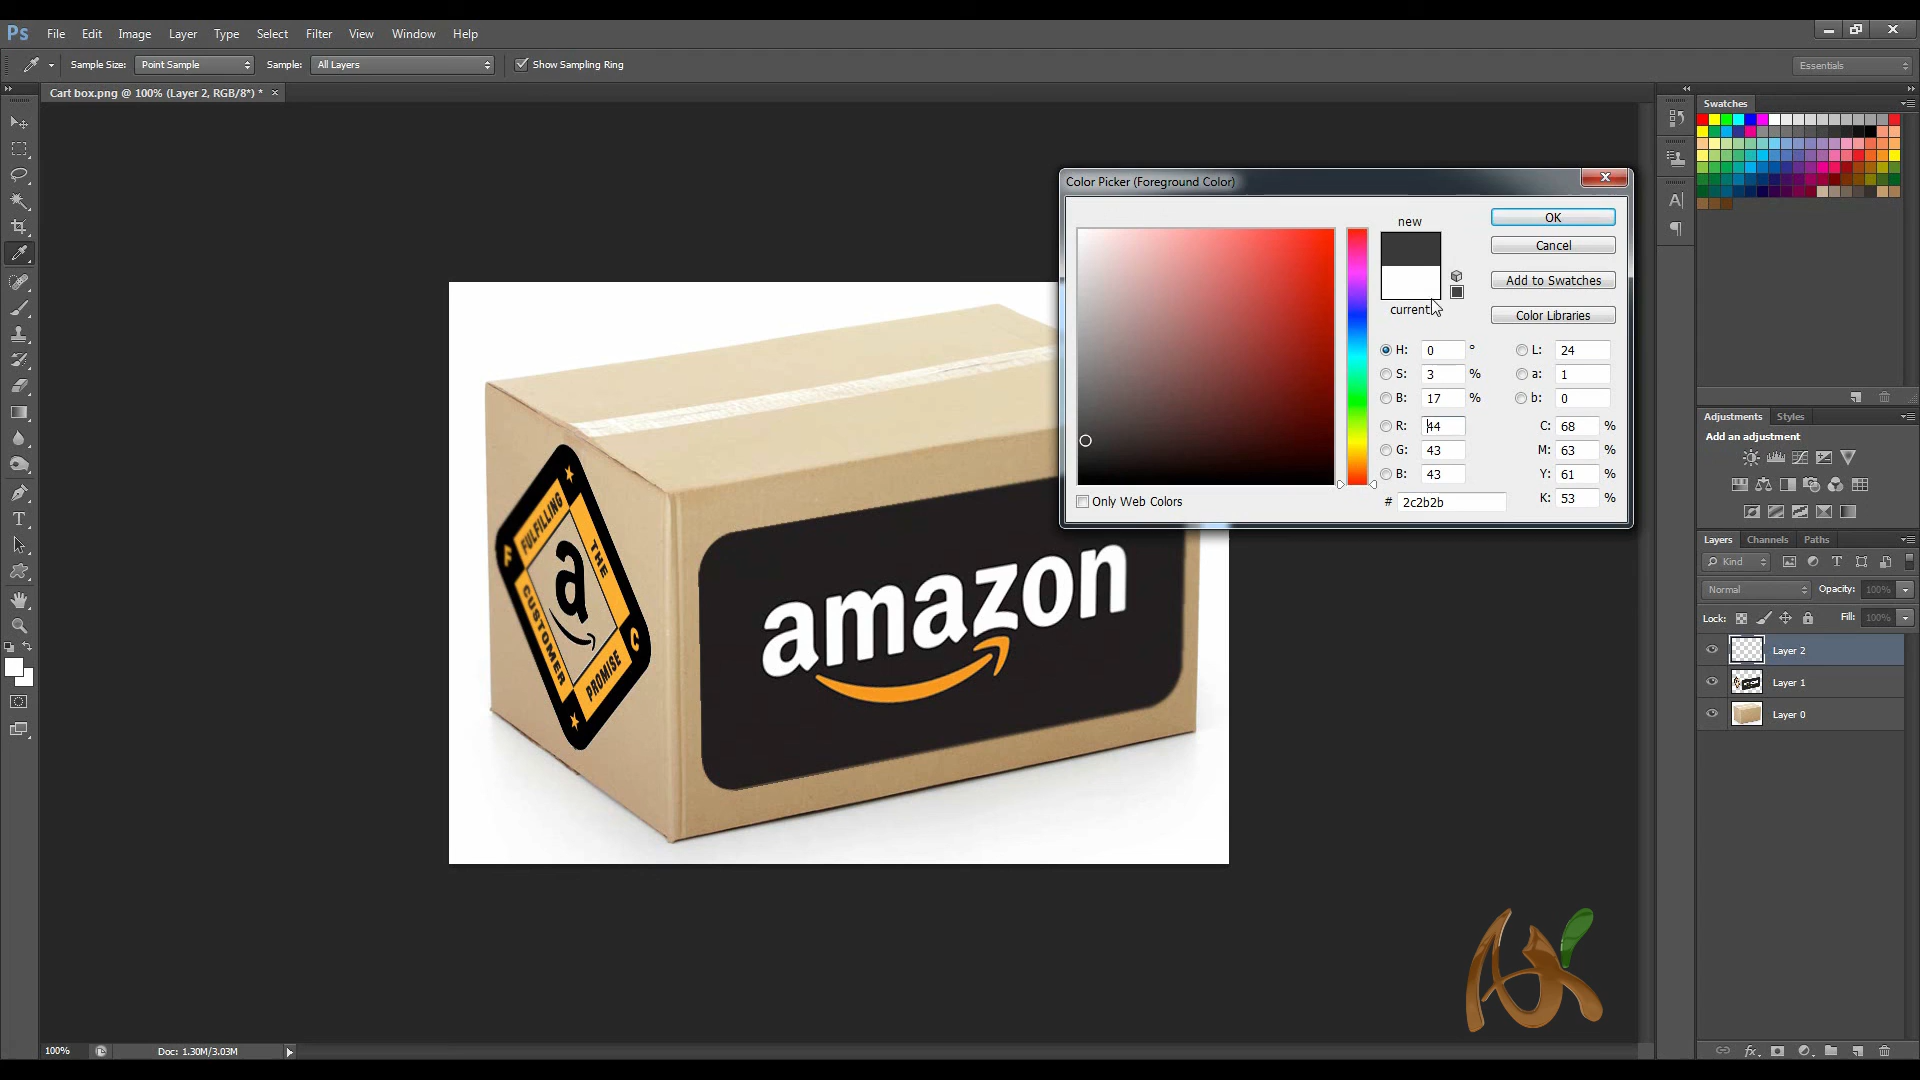 Ps File Edit Image Layer Type Select Filter View Window Help
Sample Size: Point Sample Sample: All Layers Show Sampling Ring Essentials
Cart box.png @ 100% (Layer 2, RGB/8*) * ×
Swatches
Color Picker (Foreground Color)
new
OK
Cancel
Add to Swatches
current
Color Libraries
H: 0 ° L: 24
S: 3 % a: 1
B: 17 % b: 0
R: 44 C: 68 %
G: 43 M: 63 %
B: 43 Y: 61 %
# 2c2b2b K: 53 %
Only Web Colors
Adjustments Styles
Add an adjustment
Layers Channels Paths
Kind
Normal Opacity: 100%
Lock: Fill: 100%
Layer 2
Layer 1
Layer 0
FULFILLING
THE
CUSTOMER
PROMISE
F
C
a
amazon
100% Doc: 1.30M/3.03M